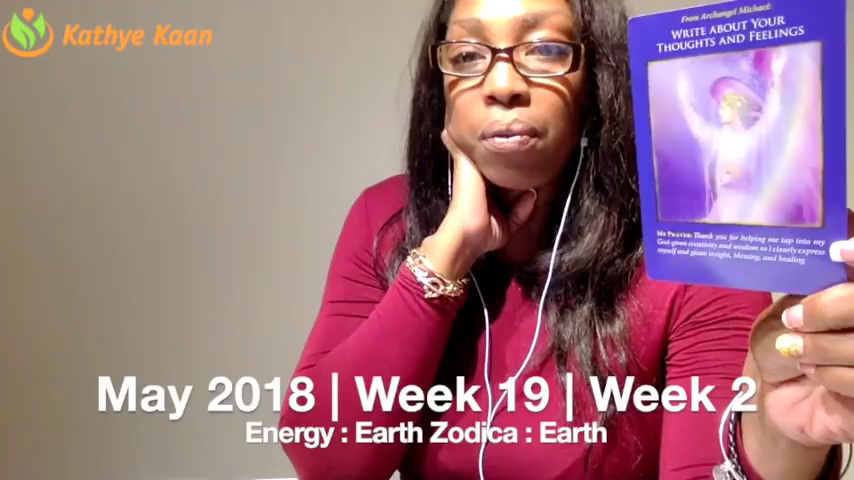 Kathye Kaan
From Archangel Michael:
WRITE ABOUT YOUR
THOUGHTS AND FEELINGS
MY PRAYER: Thank you for helping me tap into my
God-given creativity and wisdom so I clearly express
myself and given insight, blessing, and healing
May 2018 | Week 19 | Week 2
Energy : Earth Zodica : Earth